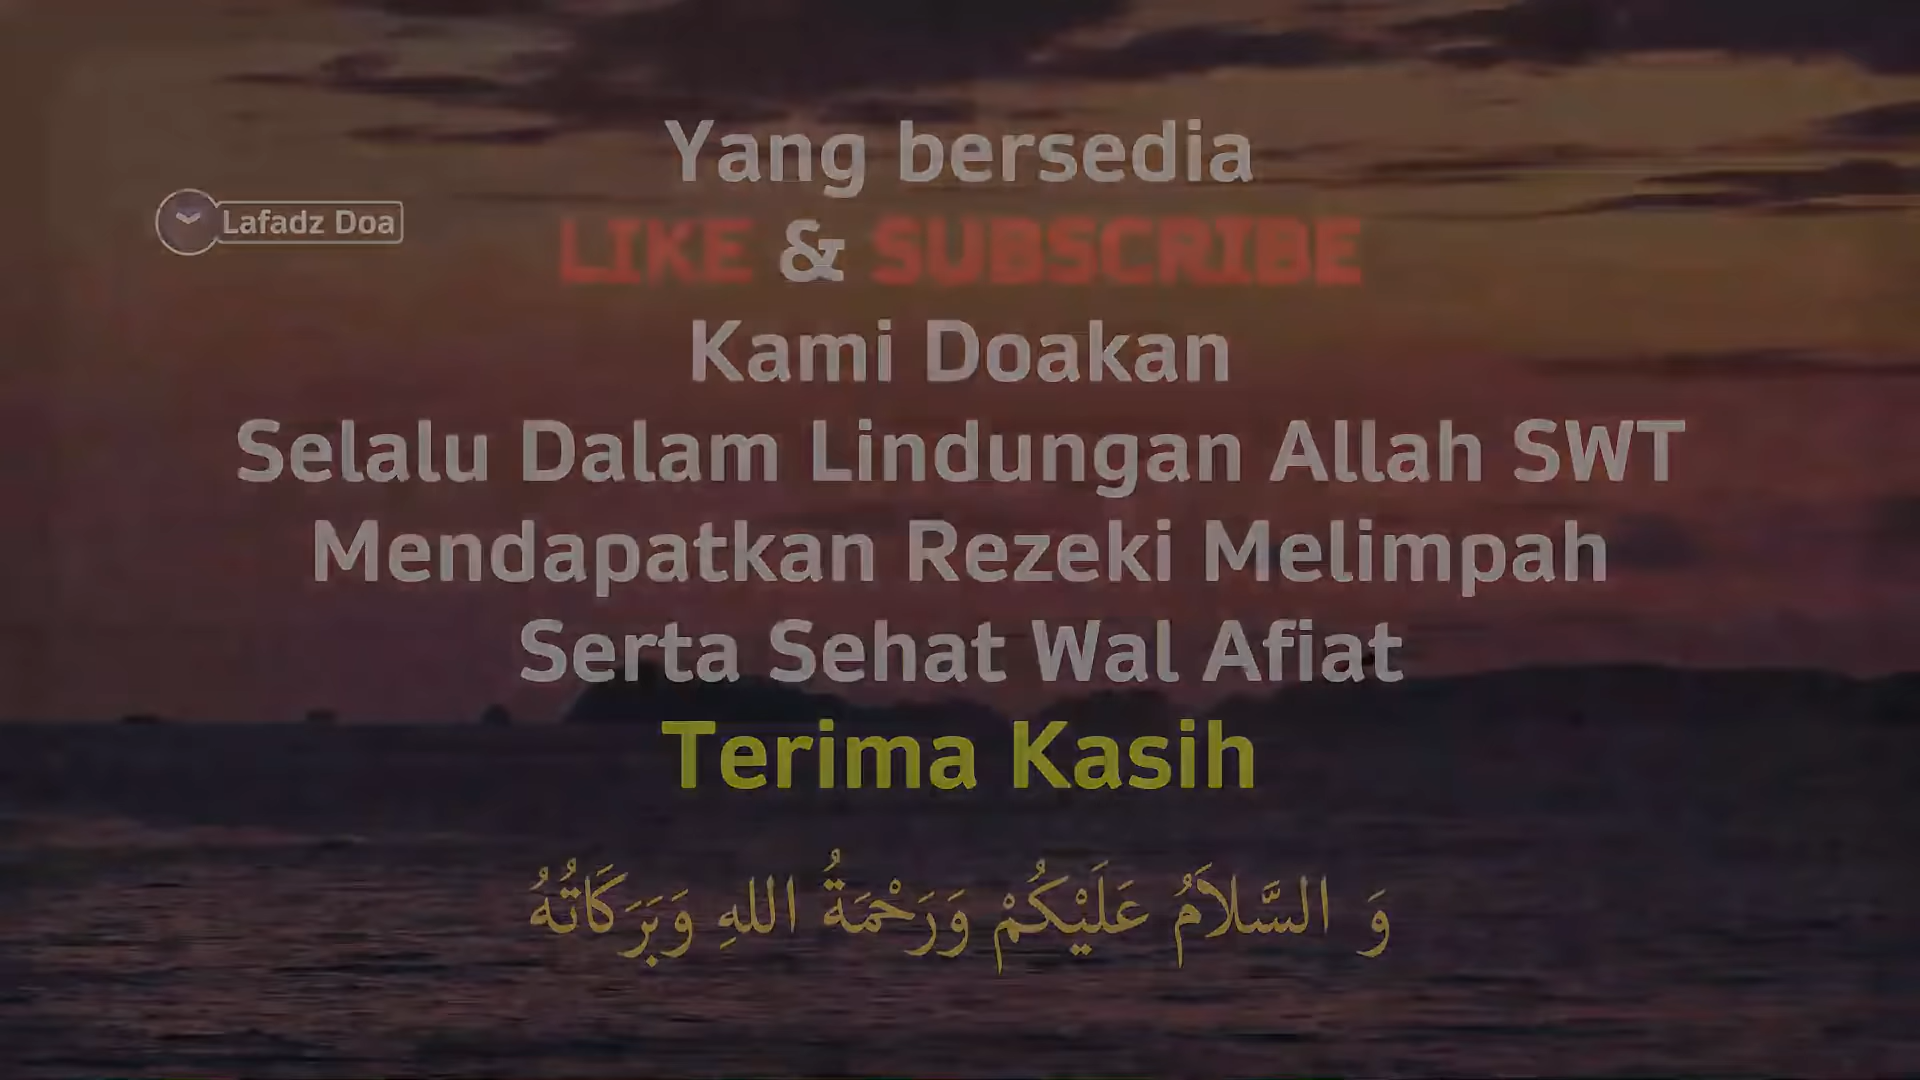 Yang bersedia
Lafadz Doa
LIKE & SUBSCRIBE
Kami Doakan
Selalu Dalam Lindungan Allah SWT
Mendapatkan Rezeki Melimpah
Serta Sehat Wal Afiat
Terima Kasih
وَ السَّلاَمُ عَلَيْكُمْ وَرَحْمَةُ اللهِ وَبَرَكَاتُهُ